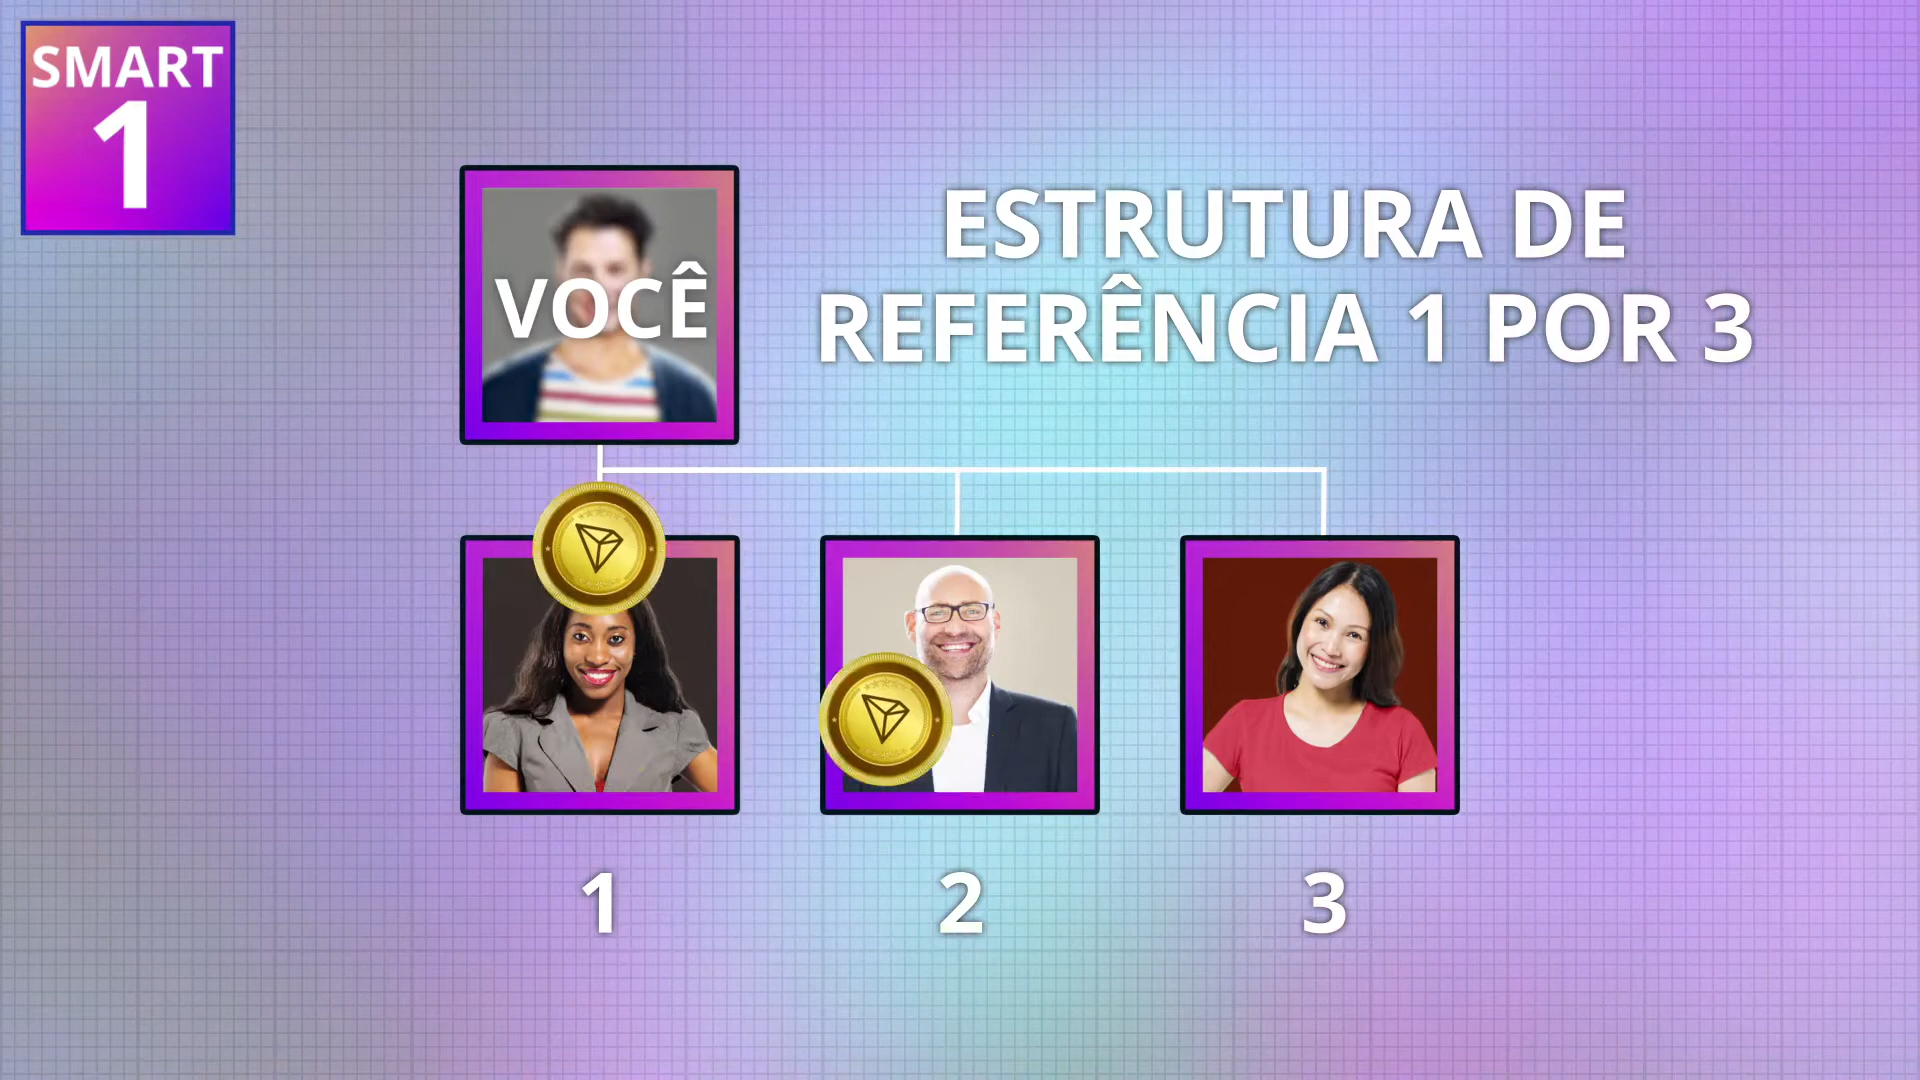 SMART
1
VOCÊ
ESTRUTURA DE
REFERÊNCIA 1 POR 3
1
2
3